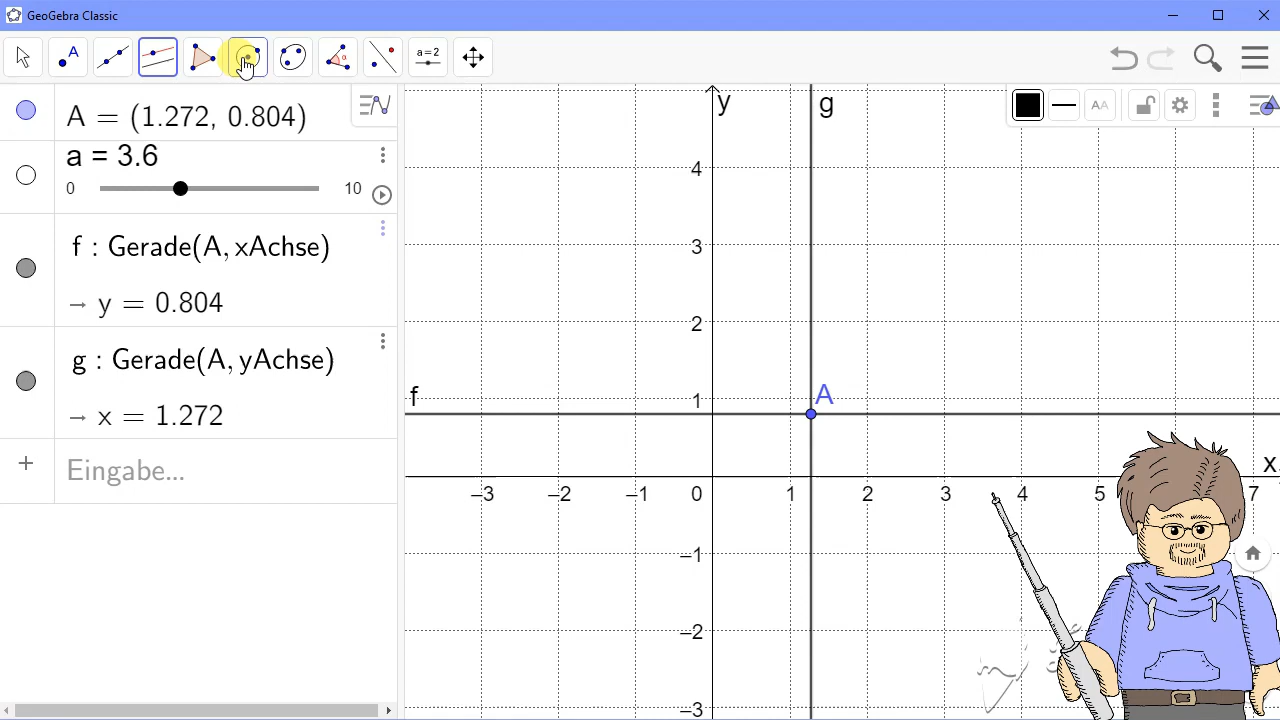 GeoGebra Classic
A
a=2
AA
A = (1.272, 0.804)
a = 3.6
0
10
f : Gerade(A, xAchse)
→ y = 0.804
g : Gerade(A, yAchse)
→ x = 1.272
+ Eingabe...
y
g
4
3
2
1
f
A
x
–3 –2 –1 0 1 2 3 4 5 7
–1
–2
–3